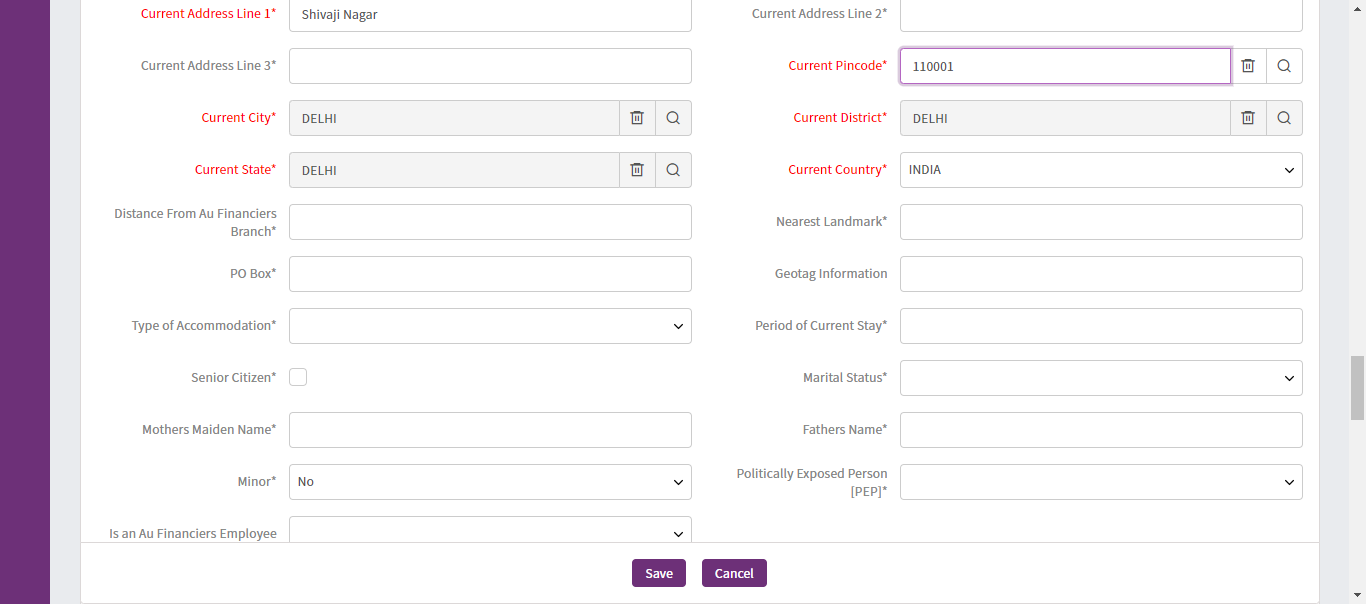 Current Address Line 1* Shivaji Nagar Current Address Line 2*
Current Address Line 3* Current Pincode* 110001
Current City* DELHI Current District* DELHI
Current State* DELHI Current Country* INDIA
Distance From Au Financiers
Branch* Nearest Landmark*
PO Box* Geotag Information
Type of Accommodation* Period of Current Stay*
Senior Citizen* Marital Status*
Mothers Maiden Name* Fathers Name*
Minor* No Politically Exposed Person
[PEP]*
Is an Au Financiers Employee
Save Cancel